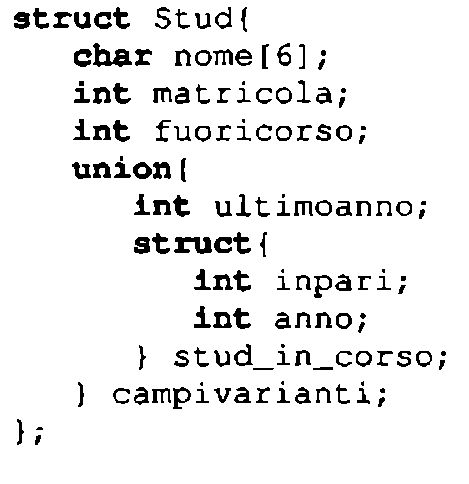 struct Stud{
char nome[6];
int matricola;
int fuoricorso;
union{
int ultimoanno;
struct{
int inpari;
int anno;
} stud_in_corso;
} campivarianti;
};